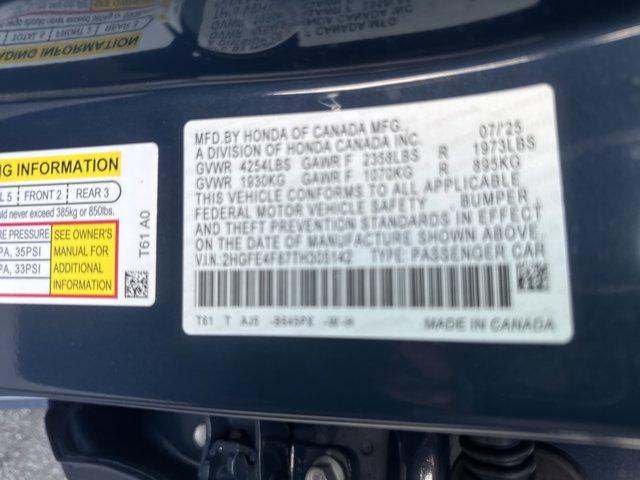 NG INFORMATION
L 5 FRONT 2 REAR 3
ould never exceed 385kg or 850lbs.
RE PRESSURE
PA, 35PSI
PA, 33PSI
SEE OWNER'S
MANUAL FOR
ADDITIONAL
INFORMATION
T61 A0
MFD.BY HONDA OF CANADA MFG., 07/'25
A DIVISION OF HONDA CANADA INC.
GVWR 4254LBS GAWR F 2358LBS R 1973LBS
GVWR 1930KG GAWR F 1070KG R 895KG
THIS VEHICLE CONFORMS TO ALL APPLICABLE
FEDERAL MOTOR VEHICLE SAFETY, BUMPER,
AND THEFT PREVENTION STANDARDS IN EFFECT
ON THE DATE OF MANUFACTURE SHOWN ABOVE.
V.I.N.: TYPE: PASSENGER CAR
T61 T AJ5
MADE IN CANADA